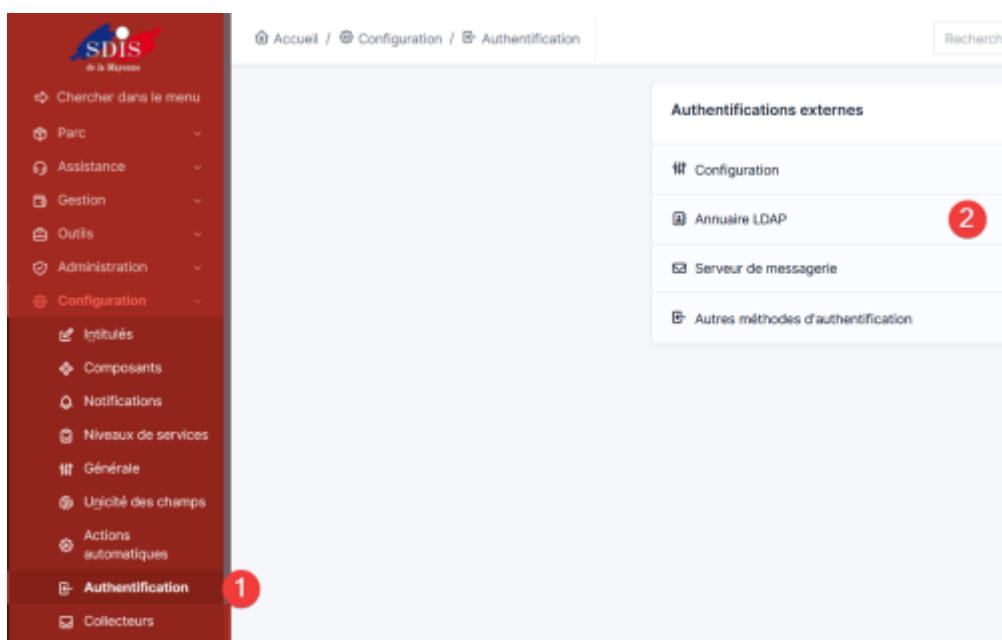 SDIS
de la Mayenne
Accueil / Configuration / Authentification
Recherch
Chercher dans le menu
Parc
Assistance
Gestion
Outils
Administration
Configuration
Intitulés
Composants
Notifications
Niveaux de services
Générale
Unicité des champs
Actions
automatiques
Authentification
1
Collecteurs
Authentifications externes
Configuration
Annuaire LDAP
2
Serveur de messagerie
Autres méthodes d'authentification